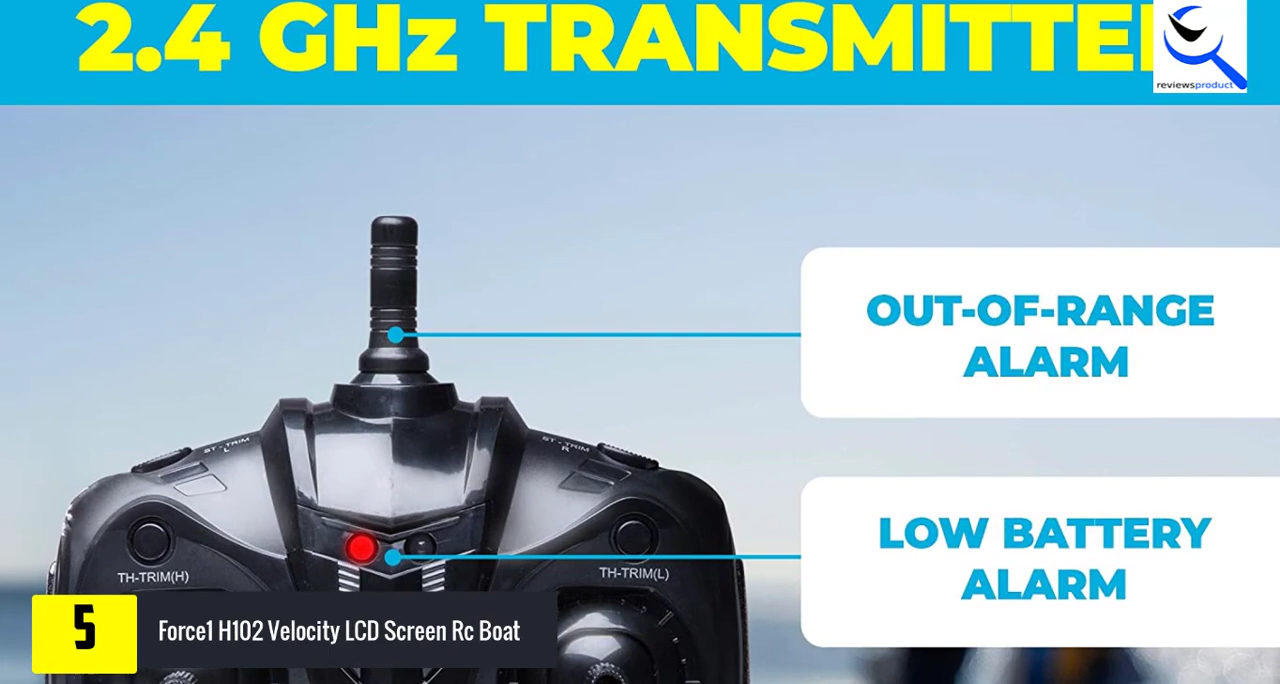 2.4 GHz TRANSMITTE
reviewsproduct
OUT-OF-RANGE
ALARM
ST-TRIM
L
ST-TRIM
R
LOW BATTERY
ALARM
TH-TRIM(H)
TH-TRIM(L)
5
Force1 H102 Velocity LCD Screen Rc Boat